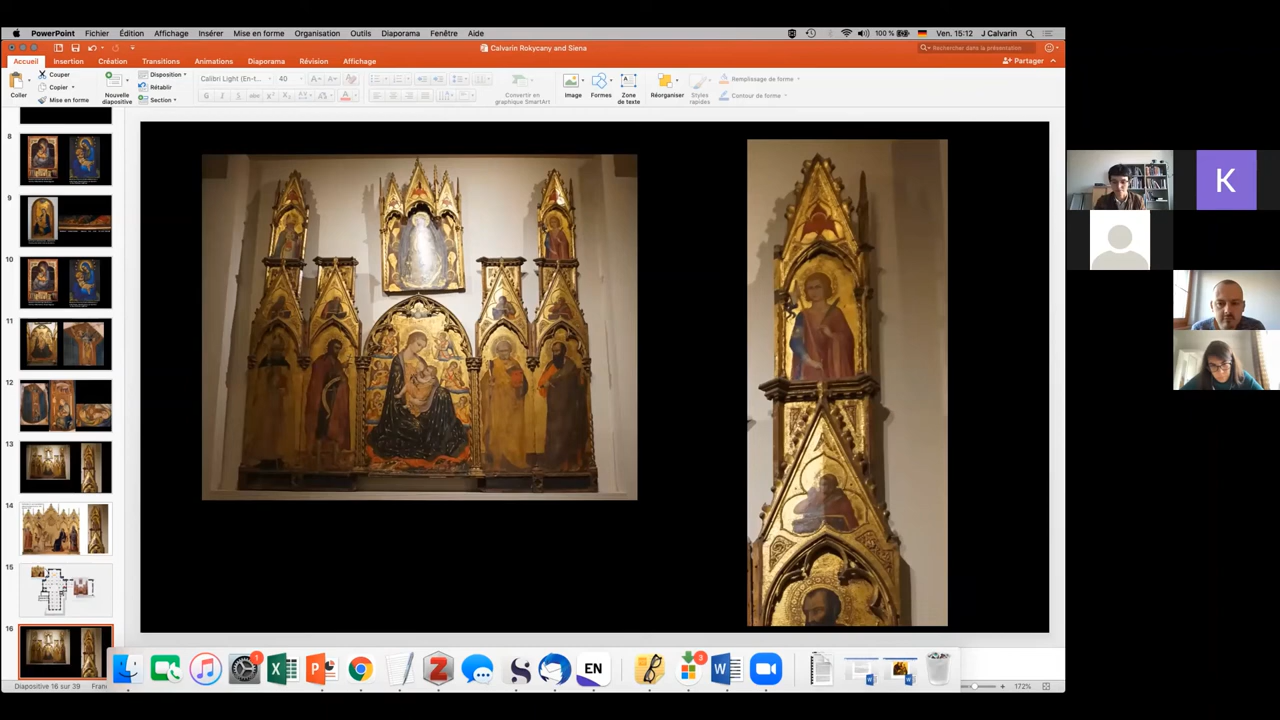 PowerPoint Fichier Édition Affichage Insérer Mise en forme Organisation Outils Diaporama Fenêtre Aide
100 % Ven. 15:12 J Calvarin
Calvarin Rokycany and Siena
Rechercher dans la présentation
Accueil Insertion Création Transitions Animations Diaporama Révision Affichage
Partager
Coller
Couper
Copier
Mise en forme
Nouvelle
diapositive
Disposition
Rétablir
Section
Calibri Light (En-t... 40
G I S abc
Convertir en
graphique SmartArt
Image
Formes
Zone
de texte
Réorganiser
Styles
rapides
Remplissage de forme
Contour de forme
8
9
10
11
12
13
14
15
16
K
1
EN
3
Diapositive 16 sur 39
172%